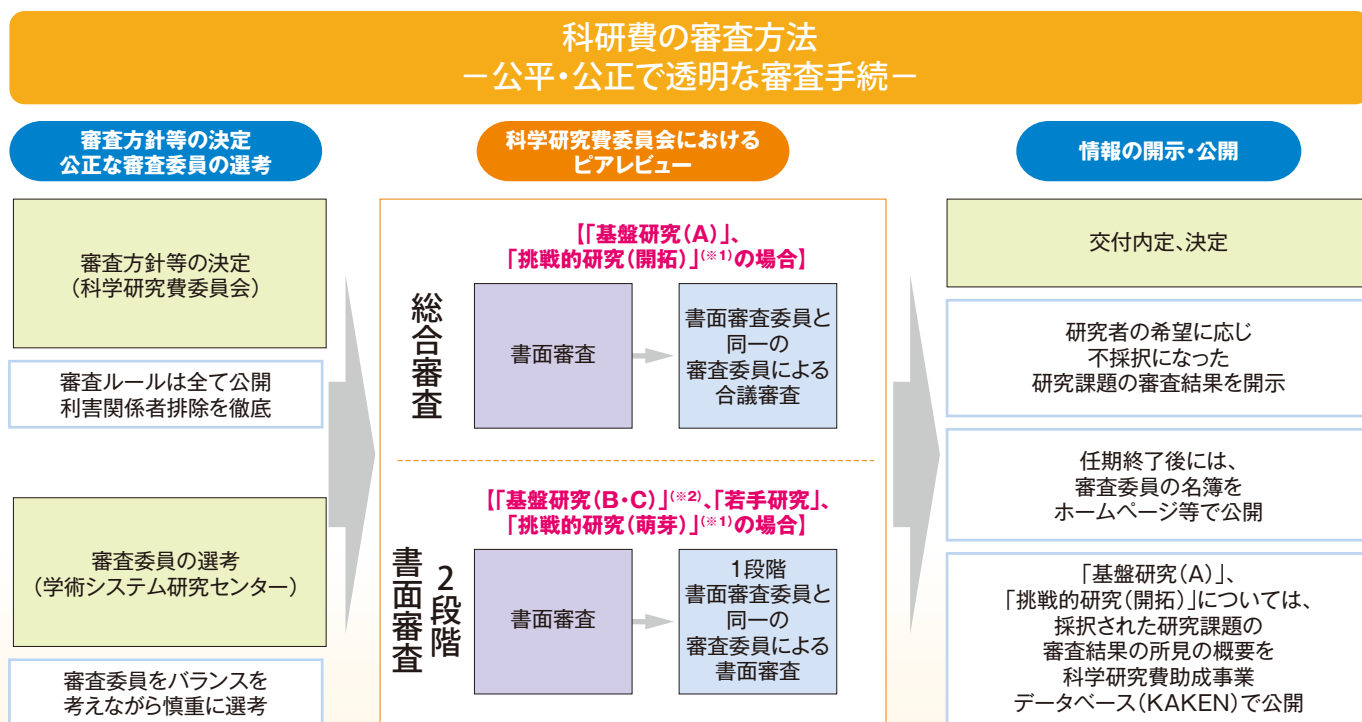 科研費の審査方法
－公平・公正で透明な審査手続－
審査方針等の決定
公正な審査委員の選考
審査方針等の決定
（科学研究費委員会）
審査ルールは全て公開
利害関係者排除を徹底
審査委員の選考
（学術システム研究センター）
審査委員をバランスを
考えながら慎重に選考
科学研究費委員会における
ピアレビュー
【「基盤研究（A）」、
「挑戦的研究（開拓）」（※1）の場合】
総合審査
書面審査
書面審査委員と
同一の
審査委員による
合議審査
【「基盤研究（B・C）」（※2）、「若手研究」、
「挑戦的研究（萌芽）」（※1）の場合】
2段階
書面審査
書面審査
1段階
書面審査委員と
同一の
審査委員による
書面審査
情報の開示・公開
交付内定、決定
研究者の希望に応じ
不採択になった
研究課題の審査結果を開示
任期終了後には、
審査委員の名簿を
ホームページ等で公開
「基盤研究（A）」、
「挑戦的研究（開拓）」については、
採択された研究課題の
審査結果の所見の概要を
科学研究費助成事業
データベース（KAKEN）で公開